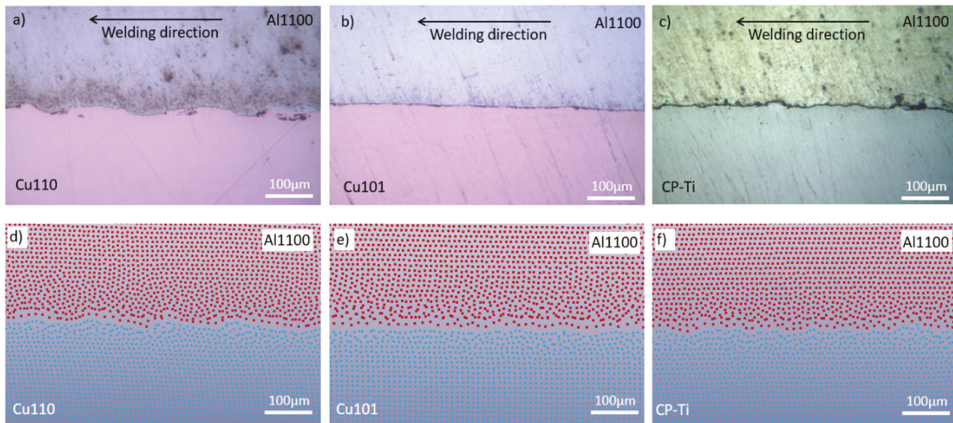 a)
Al1100
Welding direction
Cu110
100μm
b)
Al1100
Welding direction
Cu101
100μm
c)
Al1100
Welding direction
CP-Ti
100μm
d)
Al1100
Cu110
100μm
e)
Al1100
Cu101
100μm
f)
Al1100
CP-Ti
100μm